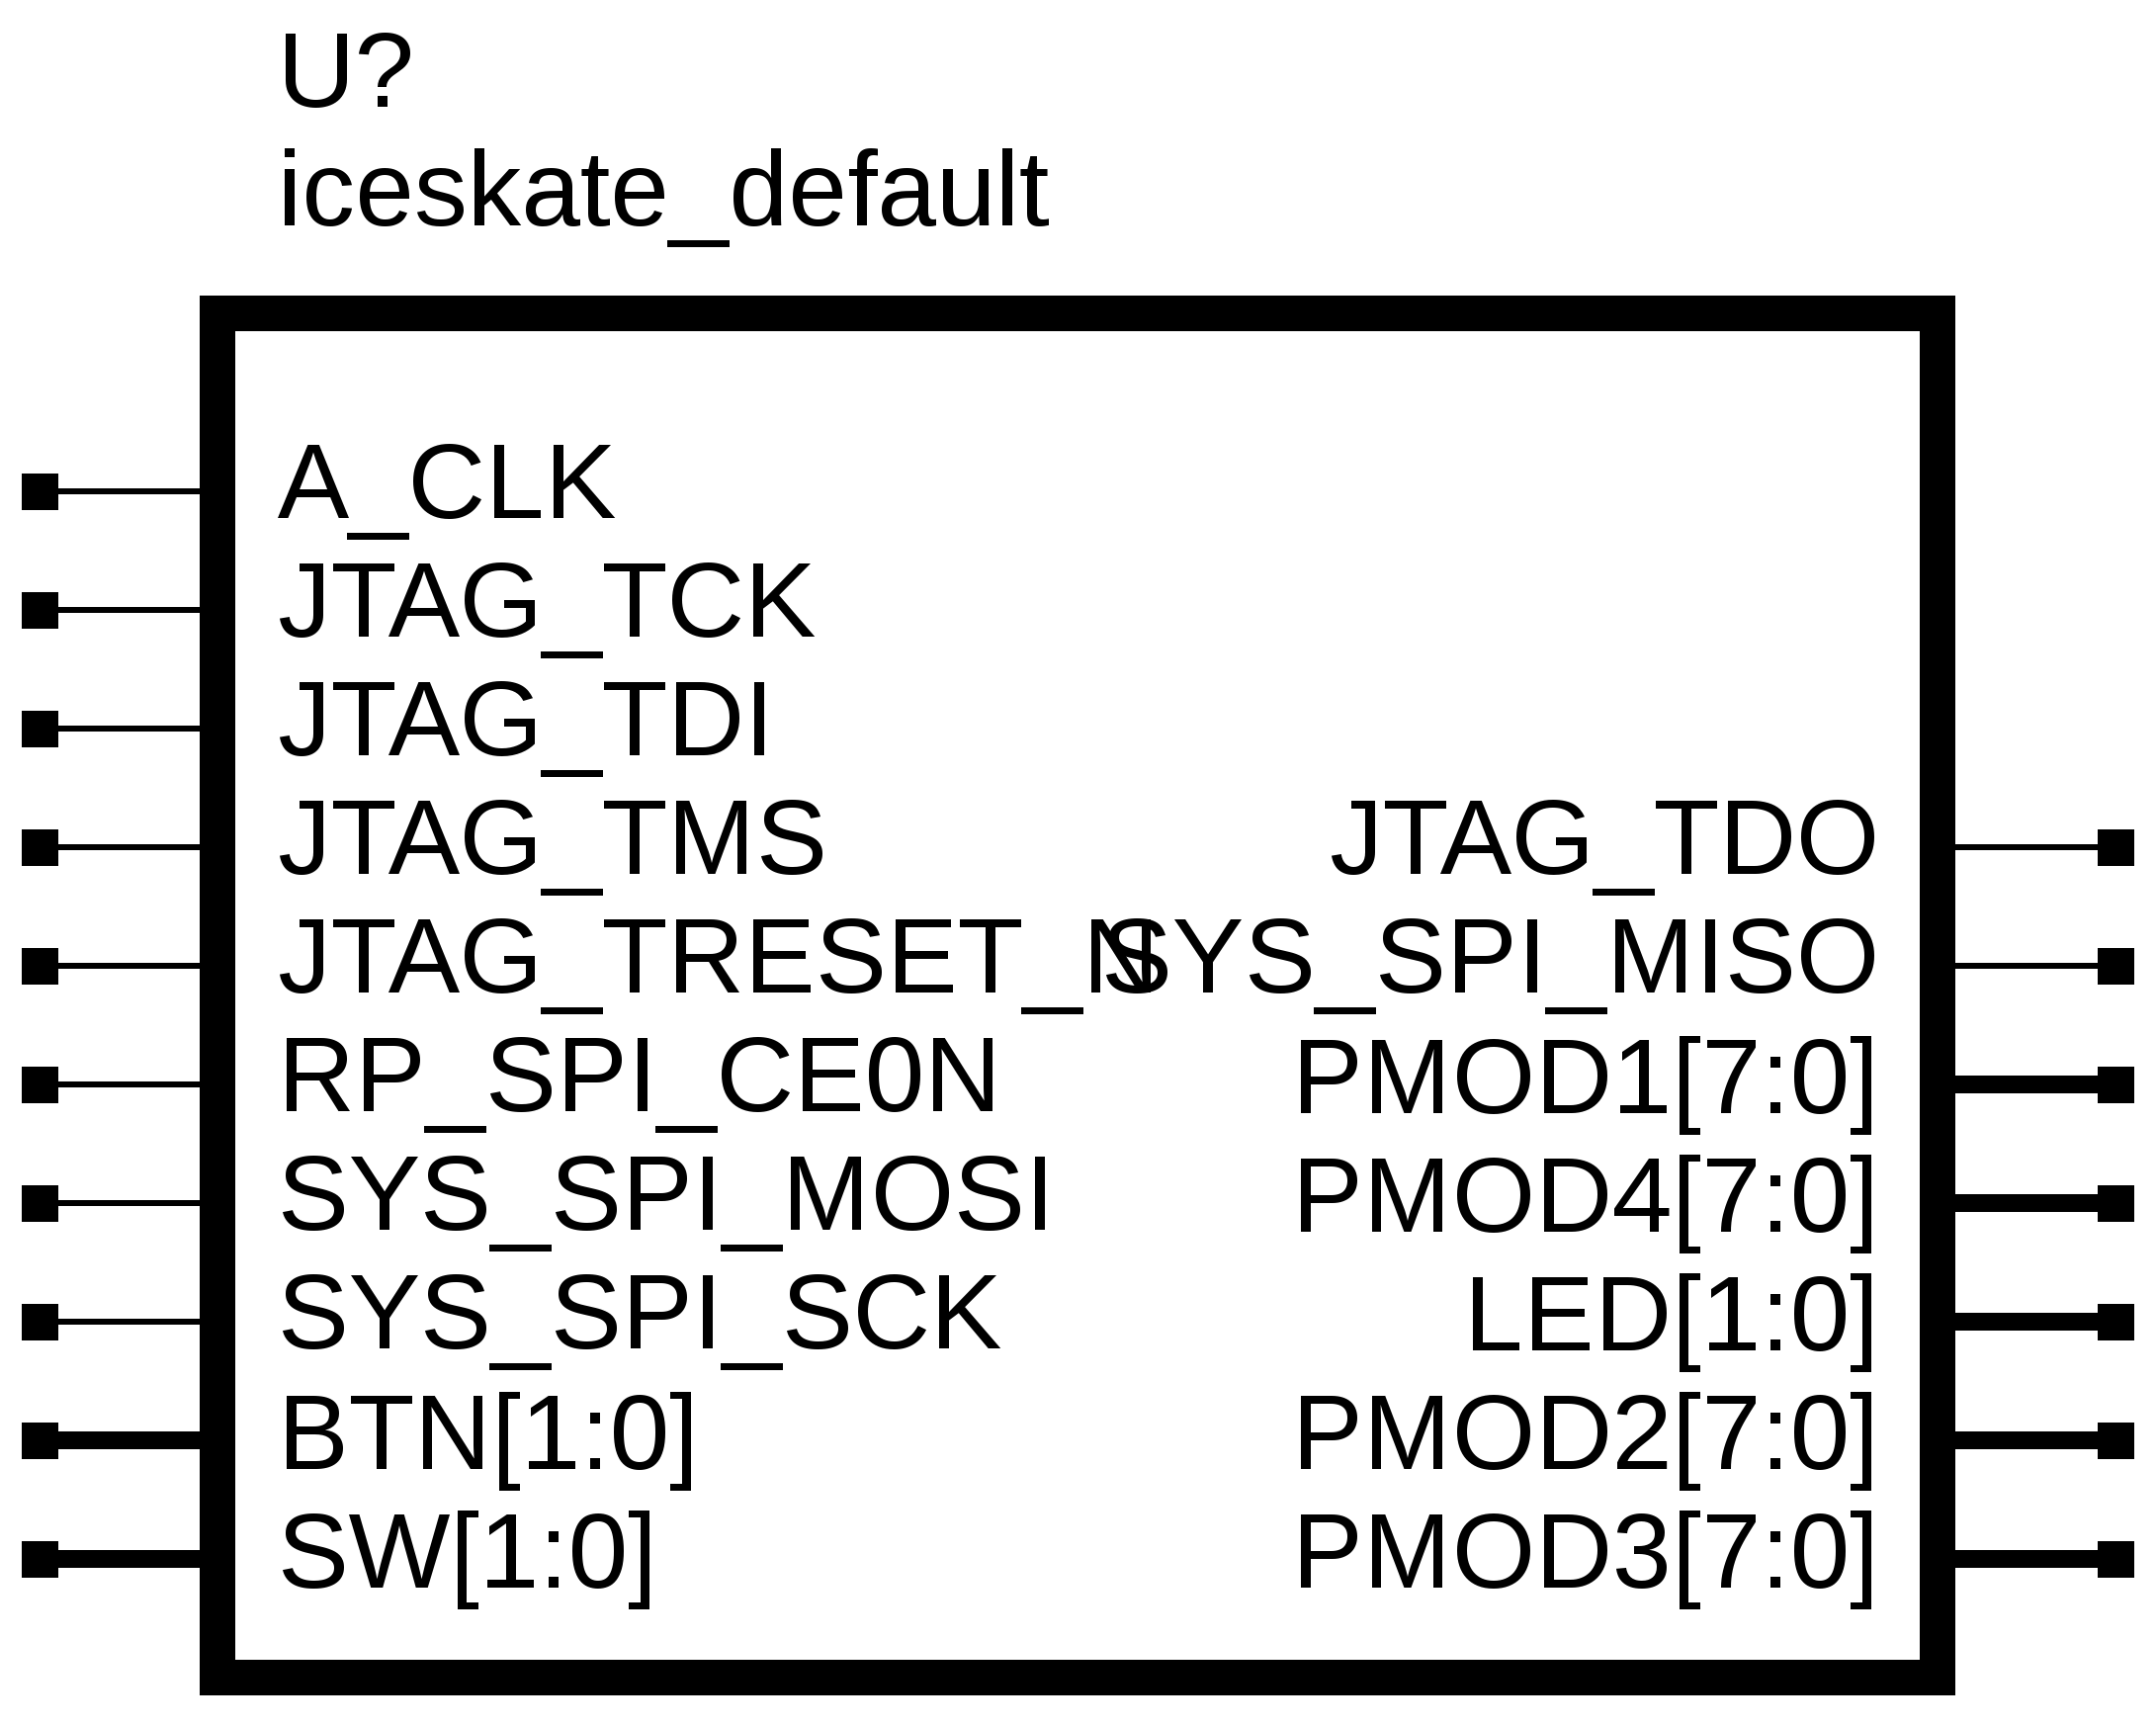 U?
iceskate_default
A_CLK
JTAG_TCK
JTAG_TDI
JTAG_TMS JTAG_TDO
JTAG_TRESET_N SYS_SPI_MISO
RP_SPI_CE0N PMOD1[7:0]
SYS_SPI_MOSI PMOD4[7:0]
SYS_SPI_SCK LED[1:0]
BTN[1:0] PMOD2[7:0]
SW[1:0] PMOD3[7:0]